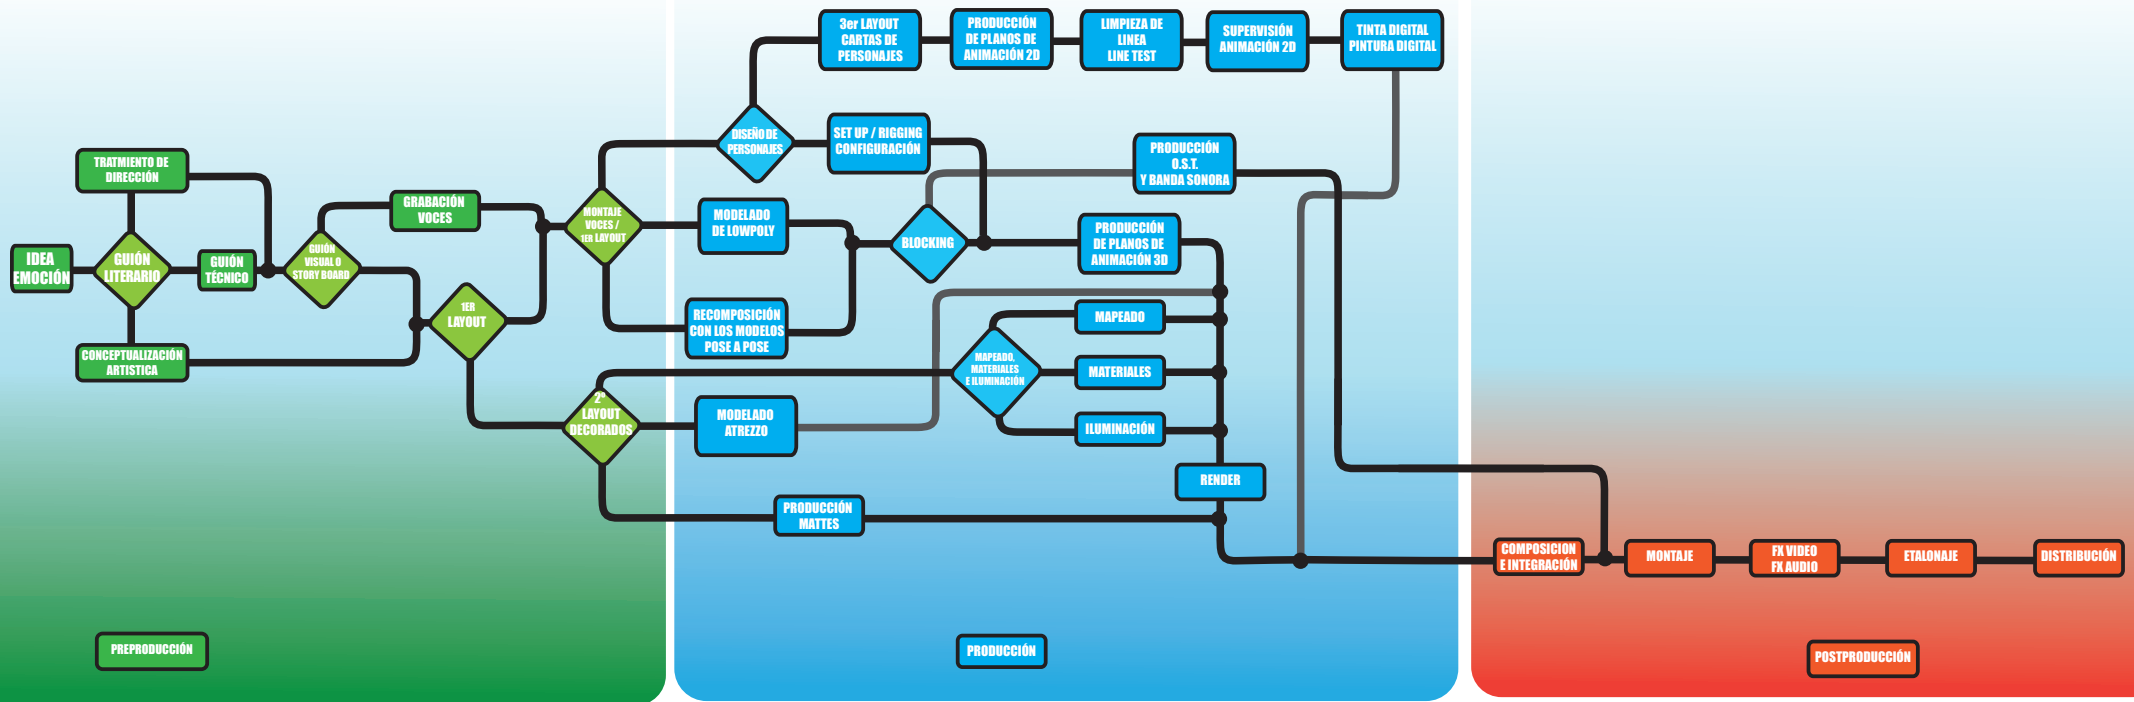 IDEA
EMOCIÓN
TRATMIENTO DE
DIRECCIÓN
GUIÓN
LITERARIO
CONCEPTUALIZACIÓN
ARTISTICA
GUIÓN
TÉCNICO
GUIÓN
VISUAL O
STORY BOARD
GRABACIÓN
VOCES
1ER
LAYOUT
MONTAJE
VOCES /
1ER LAYOUT
2º
LAYOUT
DECORADOS
PREPRODUCCIÓN
3er LAYOUT
CARTAS DE
PERSONAJES
PRODUCCIÓN
DE PLANOS DE
ANIMACIÓN 2D
LIMPIEZA DE
LINEA
LINE TEST
SUPERVISIÓN
ANIMACIÓN 2D
TINTA DIGITAL
PINTURA DIGITAL
DISEÑO DE
PERSONAJES
SET UP / RIGGING
CONFIGURACIÓN
PRODUCCIÓN
O.S.T.
Y BANDA SONORA
MODELADO
DE LOWPOLY
BLOCKING
PRODUCCIÓN
DE PLANOS DE
ANIMACIÓN 3D
RECOMPOSICIÓN
CON LOS MODELOS
POSE A POSE
MAPEADO,
MATERIALES
E ILUMINACIÓN
MAPEADO
MATERIALES
ILUMINACIÓN
MODELADO
ATREZZO
RENDER
PRODUCCIÓN
MATTES
PRODUCCIÓN
COMPOSICION
E INTEGRACIÓN
MONTAJE
FX VIDEO
FX AUDIO
ETALONAJE
DISTRIBUCIÓN
POSTPRODUCCIÓN